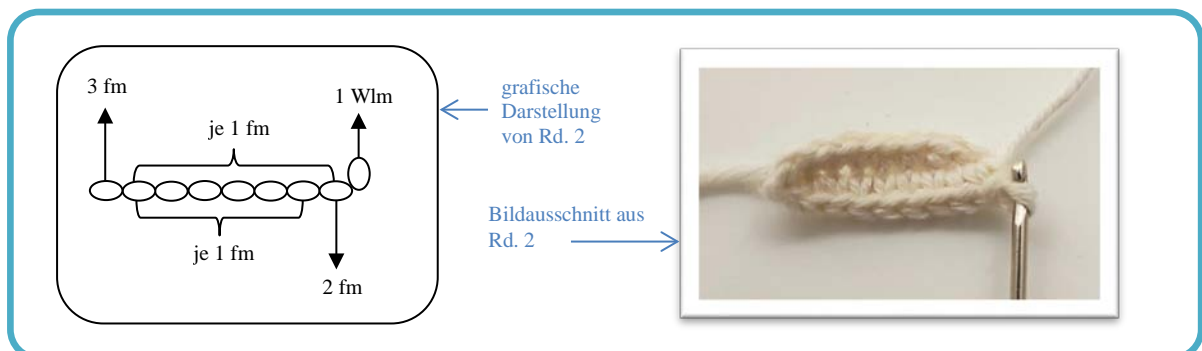 3 fm
1 Wlm
je 1 fm
je 1 fm
2 fm
grafische
Darstellung
von Rd. 2
Bildausschnitt aus
Rd. 2